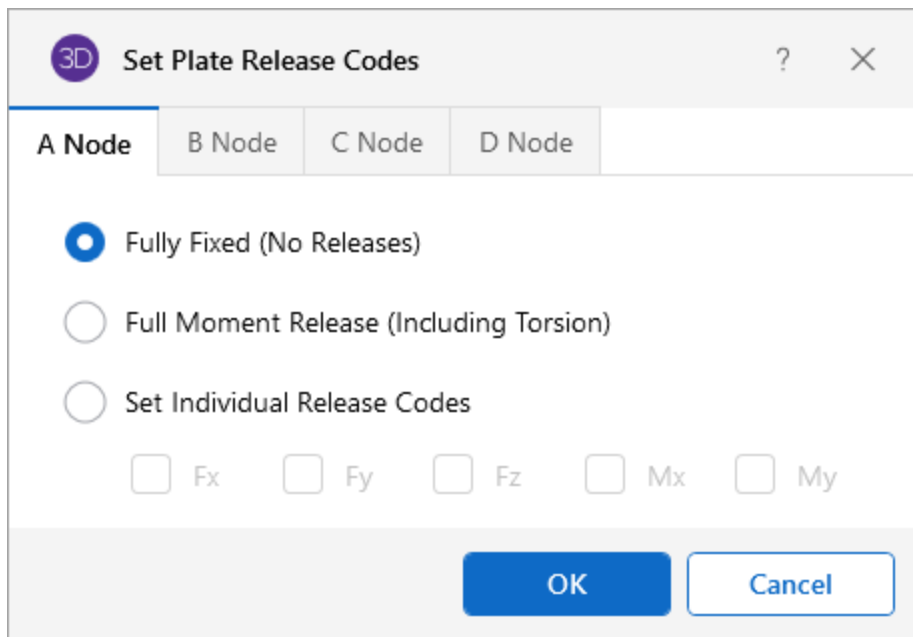 3D Set Plate Release Codes ?
A Node B Node C Node D Node
Fully Fixed (No Releases)
Full Moment Release (Including Torsion)
Set Individual Release Codes
Fx Fy Fz Mx My
OK Cancel